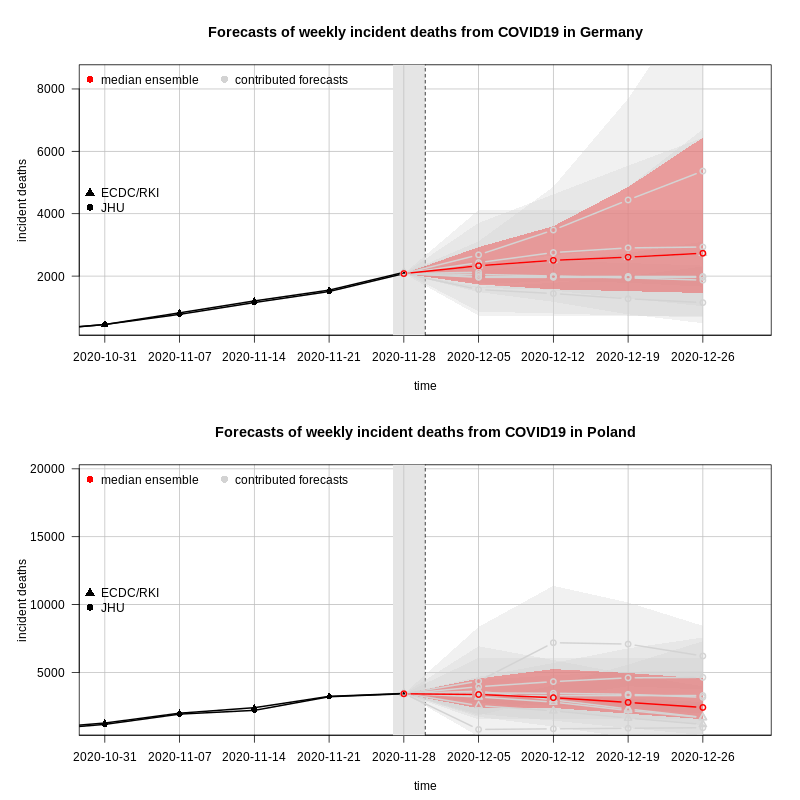 Forecasts of weekly incident deaths from COVID19 in Germany
median ensemble contributed forecasts
8000
6000
4000
2000
incident deaths
ECDC/RKI
JHU
2020-10-31 2020-11-07 2020-11-14 2020-11-21 2020-11-28 2020-12-05 2020-12-12 2020-12-19 2020-12-26
time
Forecasts of weekly incident deaths from COVID19 in Poland
median ensemble contributed forecasts
20000
15000
10000
5000
incident deaths
ECDC/RKI
JHU
2020-10-31 2020-11-07 2020-11-14 2020-11-21 2020-11-28 2020-12-05 2020-12-12 2020-12-19 2020-12-26
time